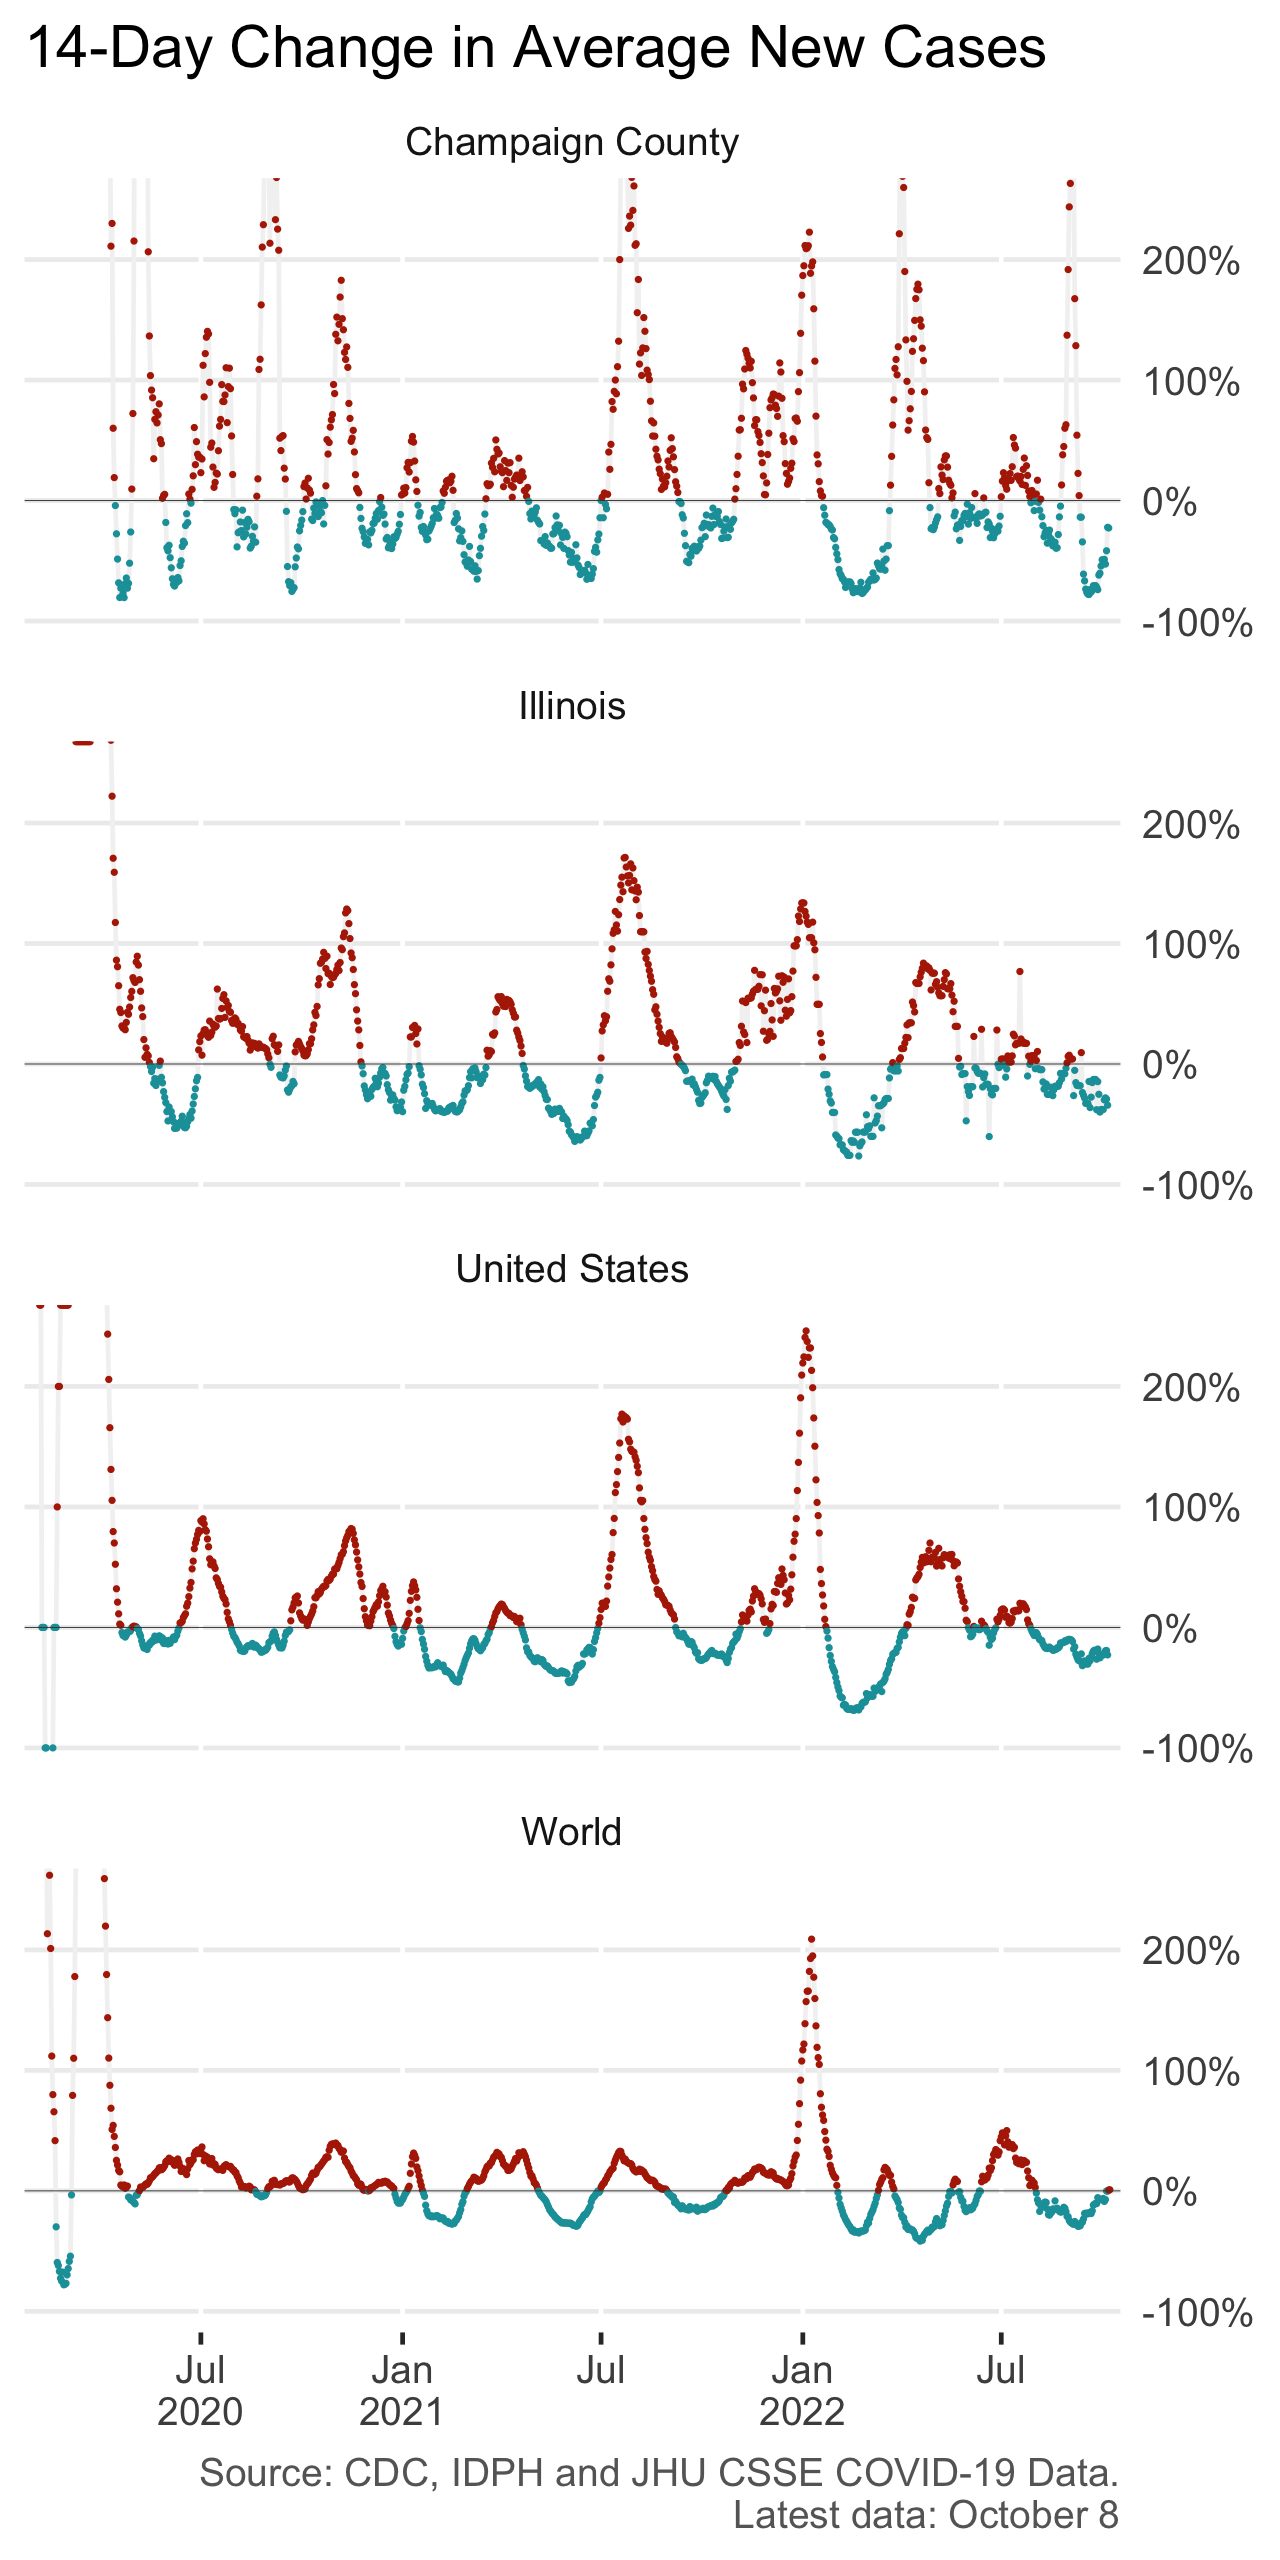 14-Day Change in Average New Cases
Champaign County
200%
100%
0%
-100%
Illinois
200%
100%
0%
-100%
United States
200%
100%
0%
-100%
World
200%
100%
0%
-100%
Jul Jan Jul Jan Jul
2020 2021 2022
Source: CDC, IDPH and JHU CSSE COVID-19 Data.
Latest data: October 8